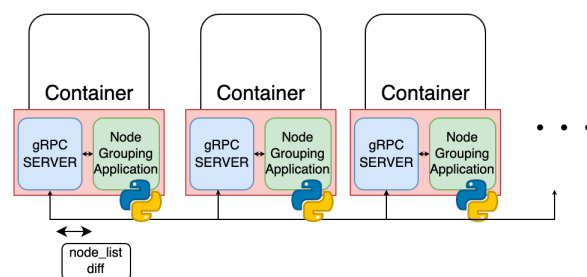 Container
gRPC
SERVER
Node
Grouping
Application
Container
gRPC
SERVER
Node
Grouping
Application
Container
gRPC
SERVER
Node
Grouping
Application
. . .
node_list
diff